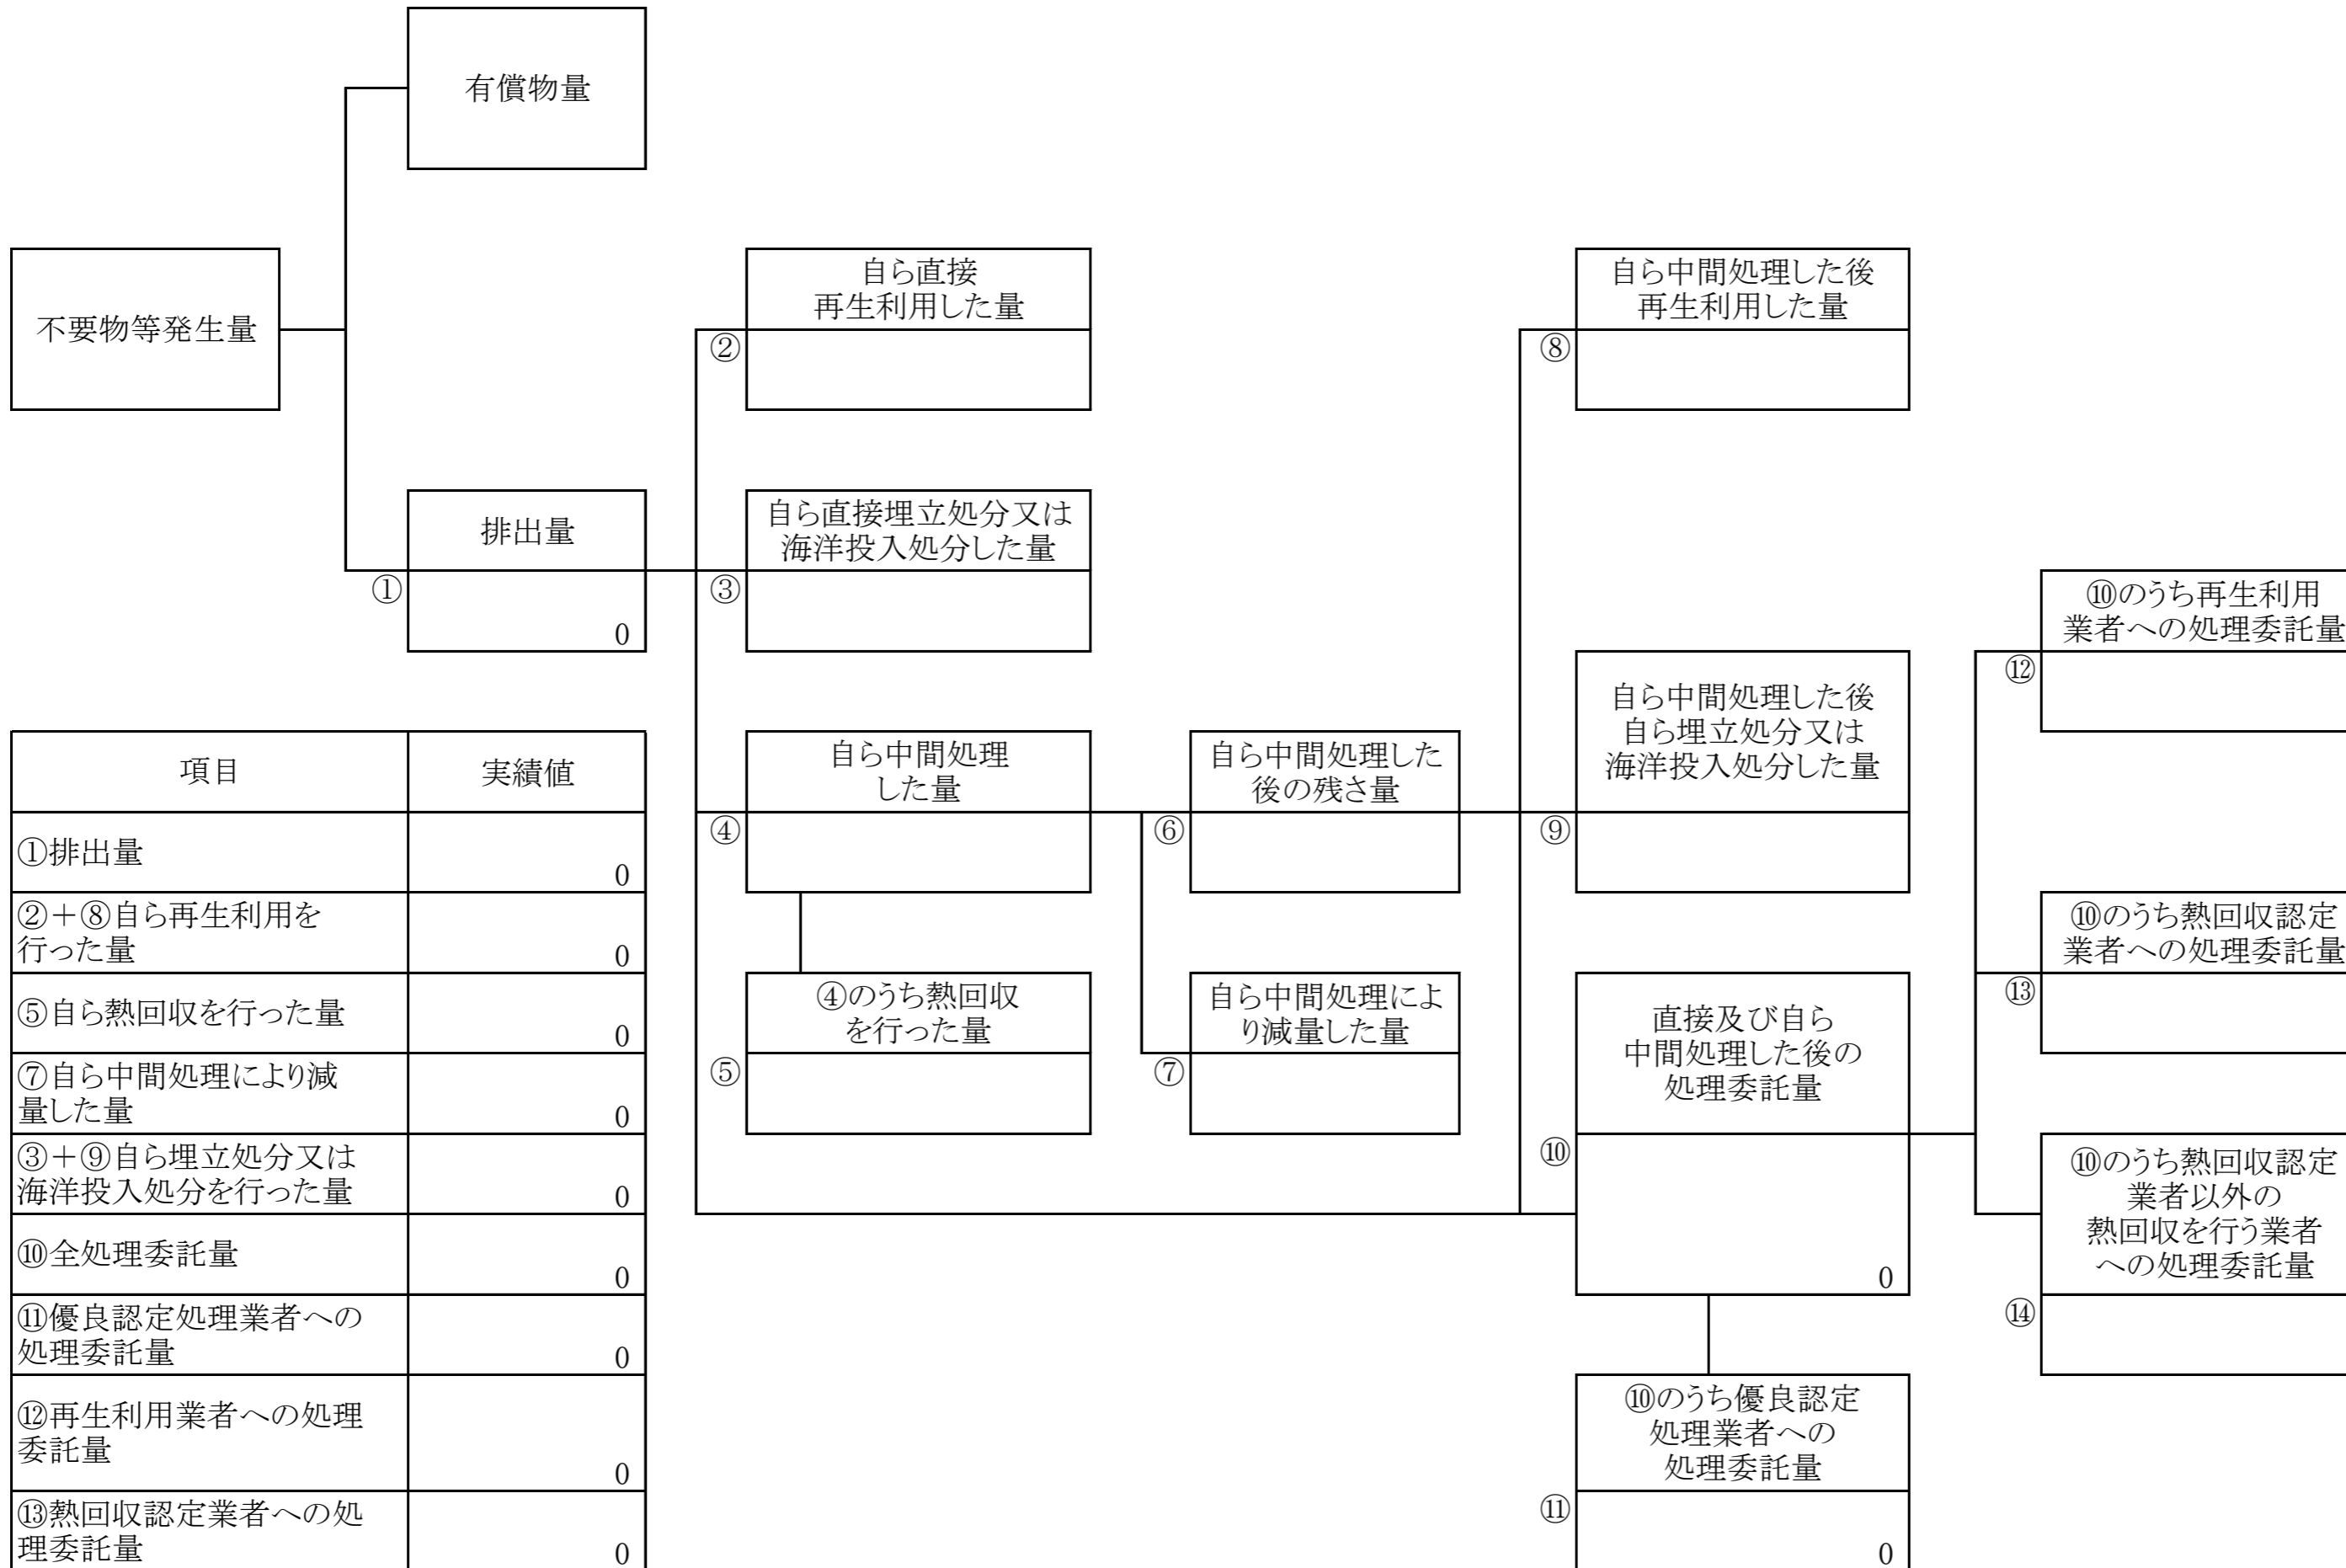 有償物量
不要物等発生量
自ら直接
再生利用した量
②
自ら中間処理した後
再生利用した量
⑧
排出量
①
0
自ら直接埋立処分又は
海洋投入処分した量
③
⑩のうち再生利用
業者への処理委託量
⑫
自ら中間処理
した量
④
自ら中間処理した
後の残さ量
⑥
自ら中間処理した後
自ら埋立処分又は
海洋投入処分した量
⑨
⑩のうち熱回収認定
業者への処理委託量
⑬
④のうち熱回収
を行った量
⑤
自ら中間処理によ
り減量した量
⑦
直接及び自ら
中間処理した後の
処理委託量
⑩
0
⑩のうち熱回収認定
業者以外の
熱回収を行う業者
への処理委託量
⑭
⑩のうち優良認定
処理業者への
処理委託量
⑪
0
項目
実績値
①排出量
0
②+⑧自ら再生利用を
行った量
0
⑤自ら熱回収を行った量
0
⑦自ら中間処理により減
量した量
0
③+⑨自ら埋立処分又は
海洋投入処分を行った量
0
⑩全処理委託量
0
⑪優良認定処理業者への
処理委託量
0
⑫再生利用業者への処理
委託量
0
⑬熱回収認定業者への処
理委託量
0